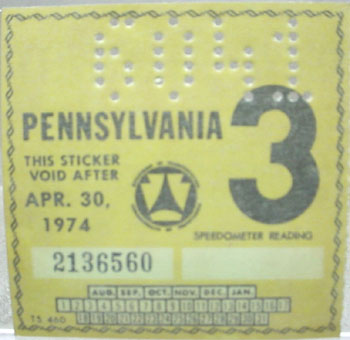 PENNSYLVANIA
3
THIS STICKER
VOID AFTER
APR. 30,
1974
SPEEDOMETER READING
2136560
AUG. SEP. OCT. NOV. DEC. JAN.
TS 460